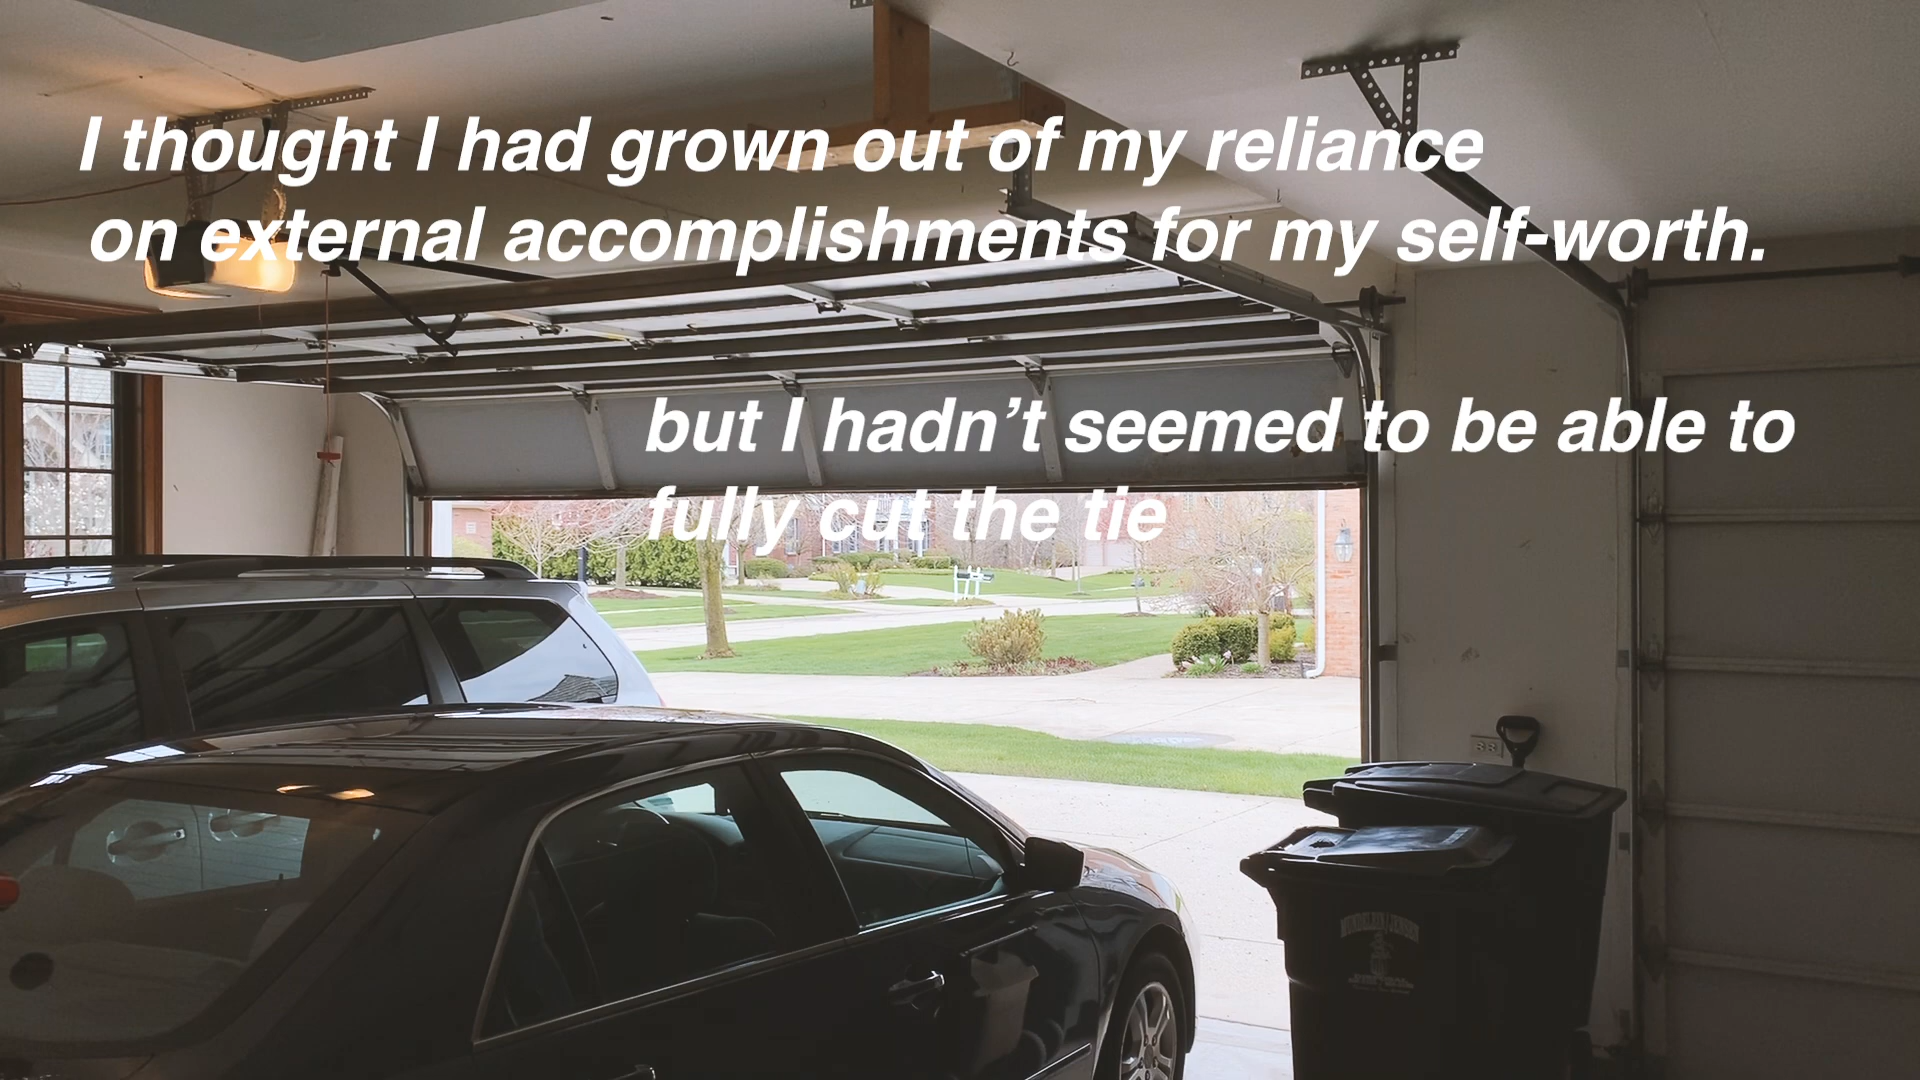 I thought I had grown out of my reliance
on external accomplishments for my self-worth.
but I hadn’t seemed to be able to
fully cut the tie